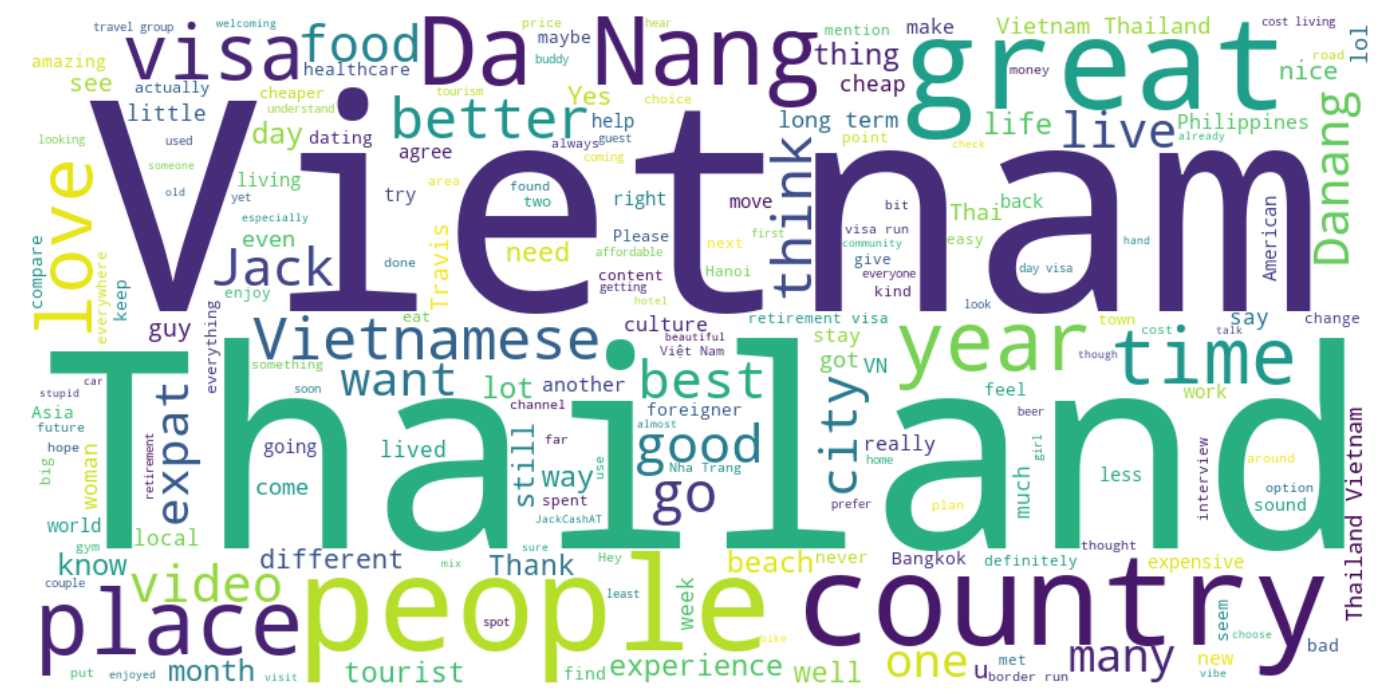 travel group
welcoming
price
hear
maybe
mention
make
Vietnam Thailand
cost living
visa
food
Da Nang
buddy
thing
great
road
lol
amazing
healthcare
money
nice
see
actually
cheaper
tourism
Yes
choice
cheap
little
understand
better
help
long term
life
live
Philippines
looking
used
day
dating
agree
always
guest
coming
point
check
already
Danang
Vietnam
love
someone
living
old
yet
try
area
found
two
right
move
think
bit
Thai
back
American
especially
even
Jack
Travis
need
Please
affordable
next
first
visa run
community
give
easy
hand
compare
everywhere
keep
enjoy
done
content
getting
Hanoi
hotel
everyone
kind
day visa
look
guy
everything
eat
culture
retirement visa
beautiful
Việt Nam
stay
year
town
say
change
cost
talk
Vietnamese
something
want
lot
another
best
got
VN
though
time
stupid
car
soon
channel
foreigner
feel
work
Asia
future
Thailand
expat
going
lived
still
far
almost
good
city
really
beer
hope
retirement
woman
big
way
use
Nha Trang
home
girl
much
less
interview
around
option
sound
come
spent
go
prefer
plan
world
JackCashAT
gym
local
Thailand Vietnam
know
different
mix
Thank
sure
Hey
beach
never
Bangkok
definitely
thought
expensive
couple
video
people
least
week
country
seem
choose
place
spot
bike
bad
put
enjoyed
month
visit
tourist
find
experience
well
one
u
met
border run
many
new
vibe